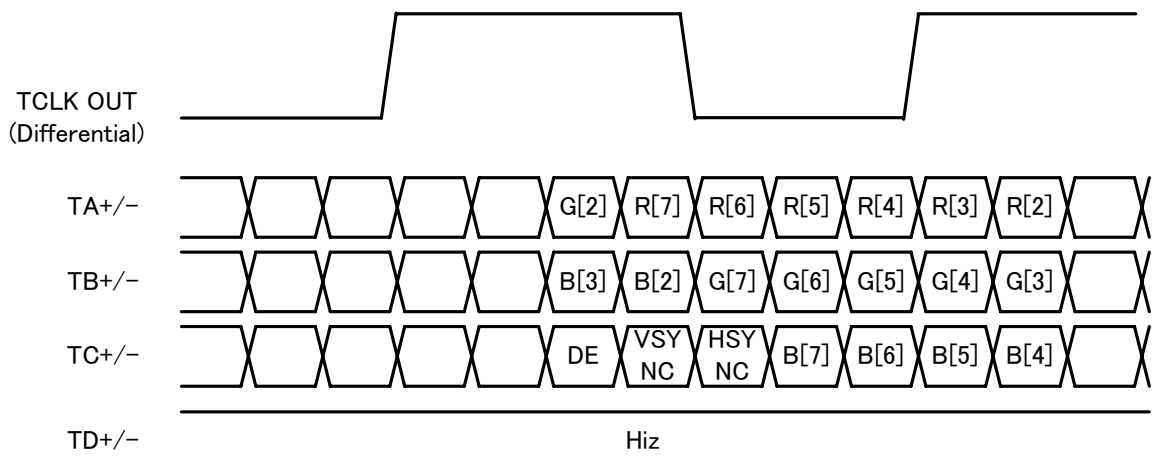 TCLK OUT
(Differential)
TA+/- G[2] R[7] R[6] R[5] R[4] R[3] R[2]
TB+/- B[3] B[2] G[7] G[6] G[5] G[4] G[3]
TC+/- DE VSY NC HSY NC B[7] B[6] B[5] B[4]
TD+/- Hiz